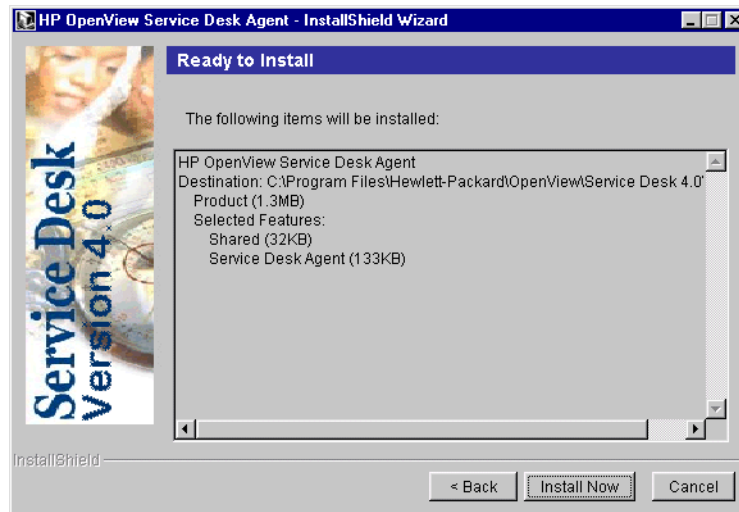 HP OpenView Service Desk Agent - InstallShield Wizard
Service Desk
Version 4.0
Ready to Install
The following items will be installed:
HP OpenView Service Desk Agent
Destination: C:\Program Files\Hewlett-Packard\OpenView\Service Desk 4.0
Product (1.3MB)
Selected Features:
Shared (32KB)
Service Desk Agent (133KB)
InstallShield
< Back
Install Now
Cancel